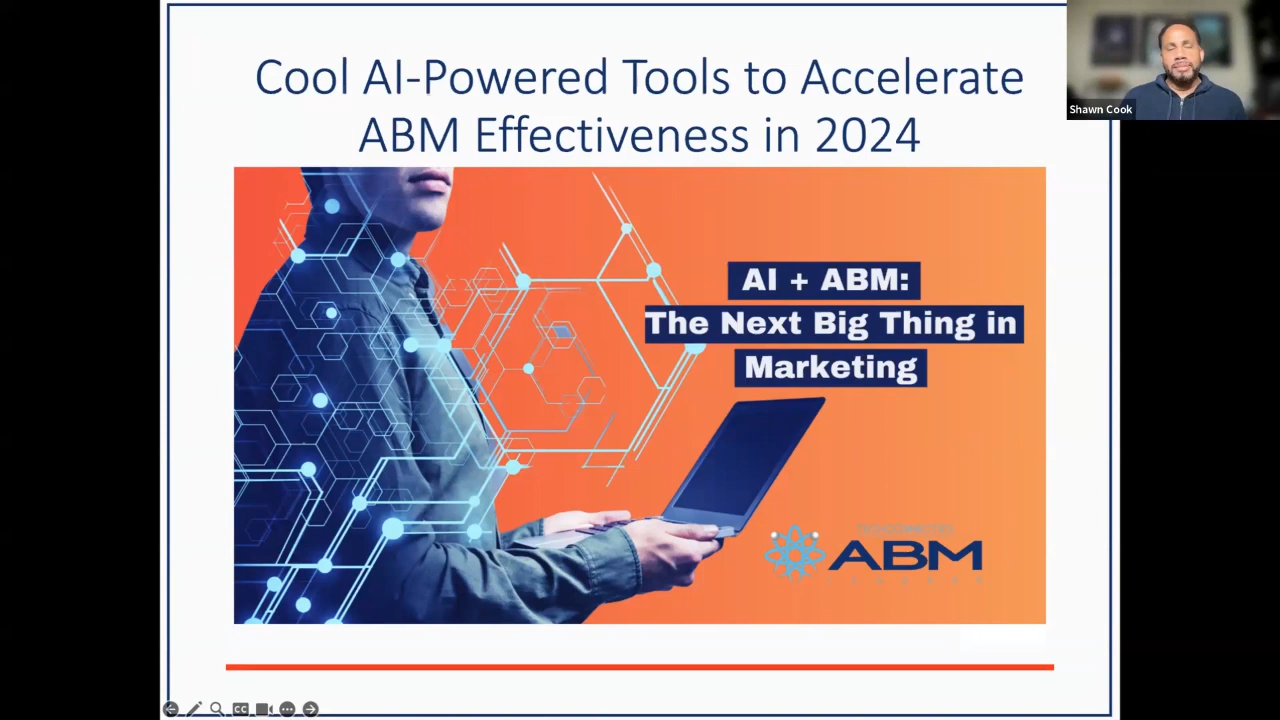 Cool AI-Powered Tools to Accelerate
ABM Effectiveness in 2024
Shawn Cook
AI + ABM:
The Next Big Thing in
Marketing
ABM
CC